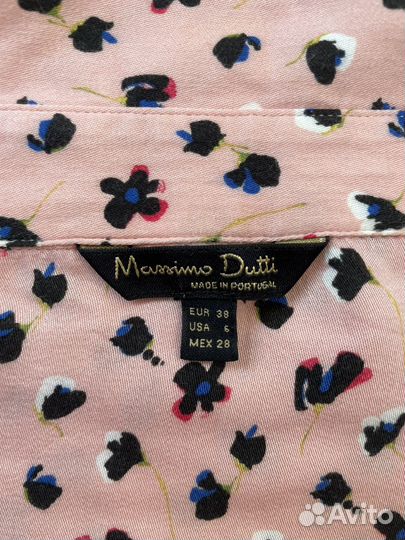 Massimo Dutti
MADE IN PORTUGAL
EUR 38
USA 6
MEX 28
Avito